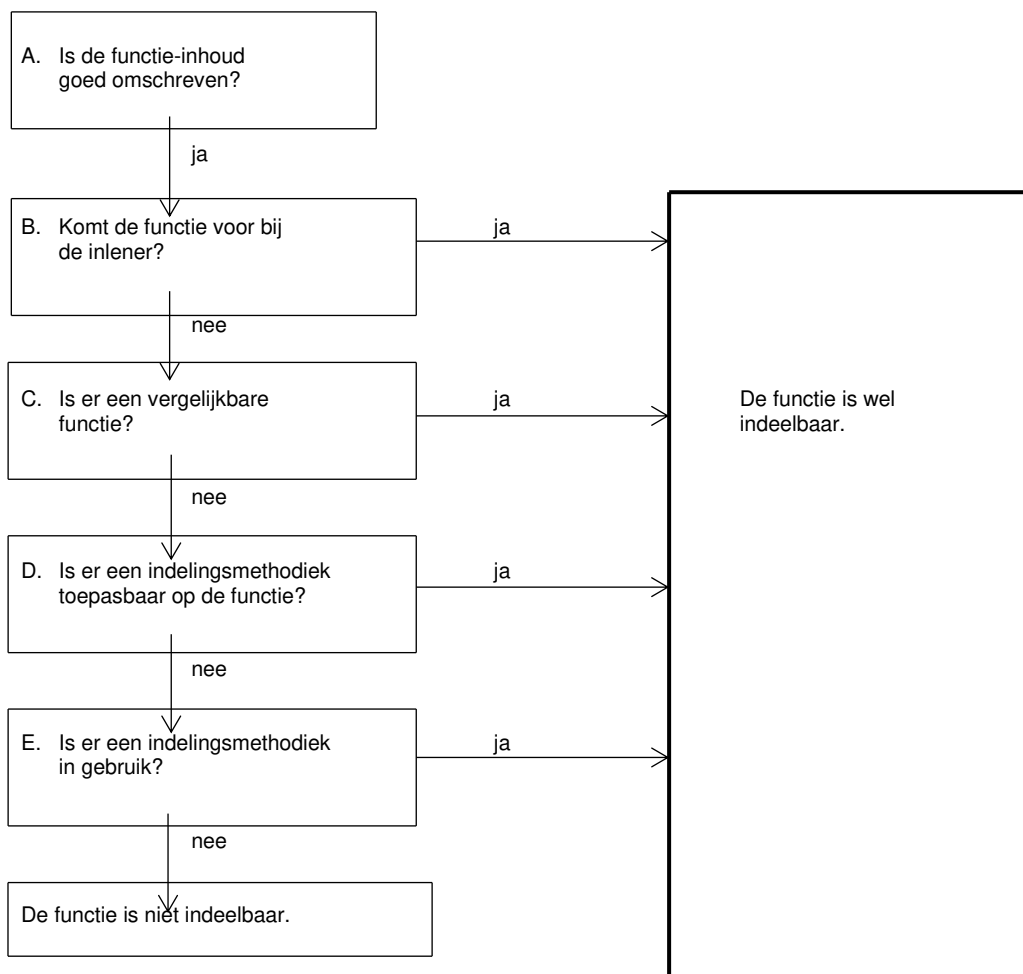 A. Is de functie-inhoud
goed omschreven?
ja
B. Komt de functie voor bij
de inlener?
ja
nee
C. Is er een vergelijkbare
functie?
ja
De functie is wel
indeelbaar.
nee
D. Is er een indelingsmethodiek
toepasbaar op de functie?
ja
nee
E. Is er een indelingsmethodiek
in gebruik?
ja
nee
De functie is niet indeelbaar.